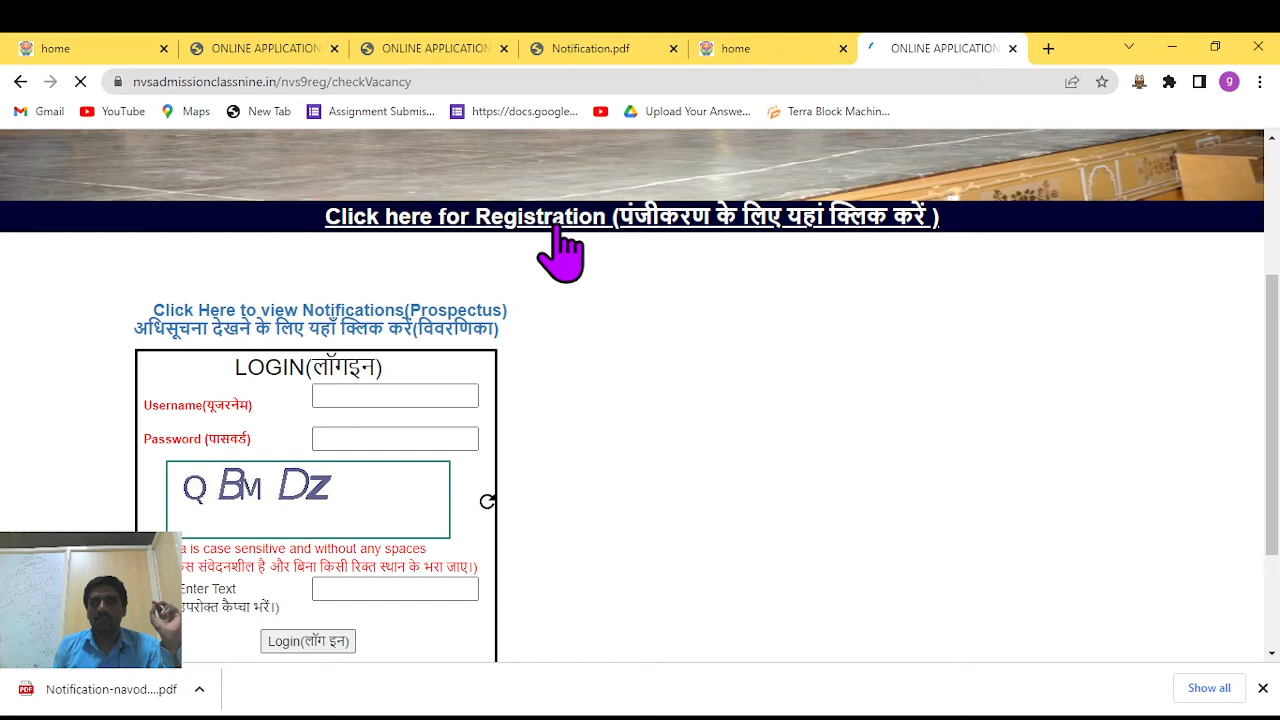 home
ONLINE APPLICATION
ONLINE APPLICATION
Notification.pdf
home
ONLINE APPLICATION
nvsadmissionclassnine.in/nvs9reg/checkVacancy
g
Gmail
YouTube
Maps
New Tab
Assignment Submis...
https://docs.google...
Upload Your Answe...
Terra Block Machin...
Click here for Registration (पंजीकरण के लिए यहां क्लिक करें )
Click Here to view Notifications(Prospectus)
अधिसूचना देखने के लिए यहाँ क्लिक करें(विवरणिका)
LOGIN(लॉगइन)
Username(यूजरनेम)
Password (पासवर्ड)
Q BM Dz
a is case sensitive and without any spaces
स संवेदनशील है और बिना किसी रिक्त स्थान के भरा जाए।)
Enter Text
उपरोक्त कैप्चा भरें।)
Login(लॉग इन)
PDF
Notification-navod....pdf
Show all